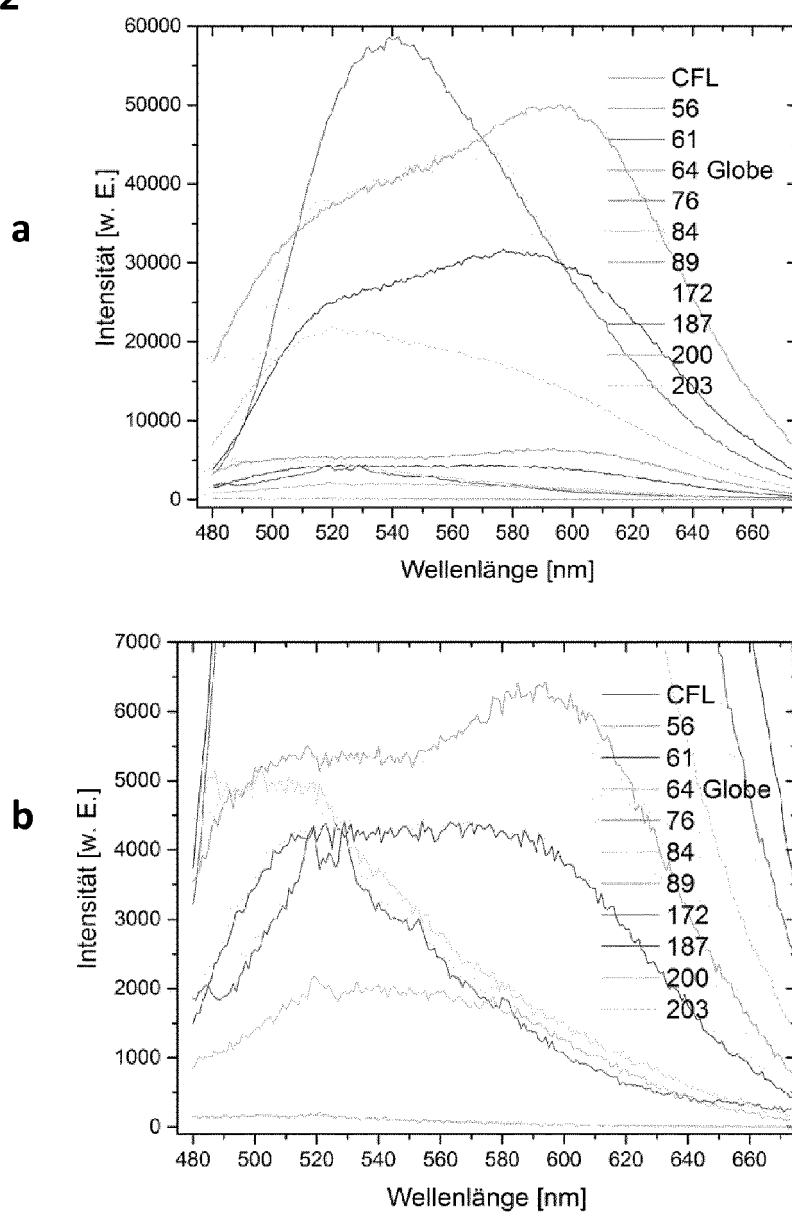 2
a
Intensität [w. E.]
60000
50000
40000
30000
20000
10000
0
CFL
56
61
64 Globe
76
84
89
172
187
200
203
480 500 520 540 560 580 600 620 640 660
Wellenlänge [nm]
b
Intensität [w. E.]
7000
6000
5000
4000
3000
2000
1000
0
CFL
56
61
64 Globe
76
84
89
172
187
200
203
480 500 520 540 560 580 600 620 640 660
Wellenlänge [nm]